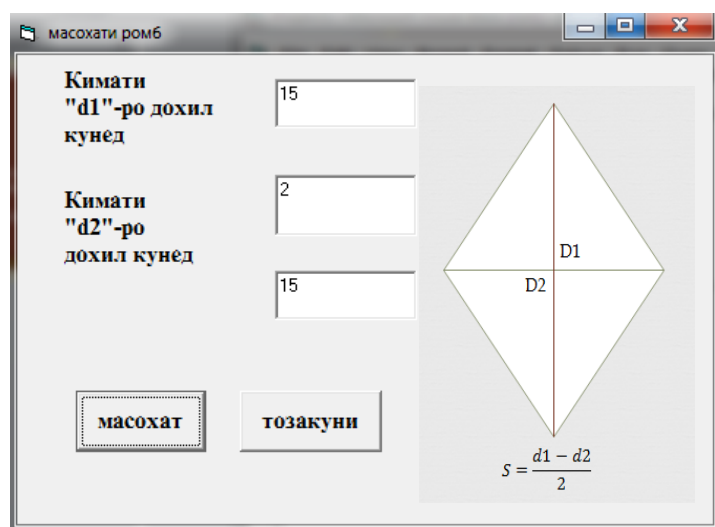 масохати ромб
Кимати
"d1"-ро дохил
кунед
15
Кимати
"d2"-ро
дохил кунед
2
15
D1
D2
масохат
тозакуни
S = \frac{d1 − d2}{2}